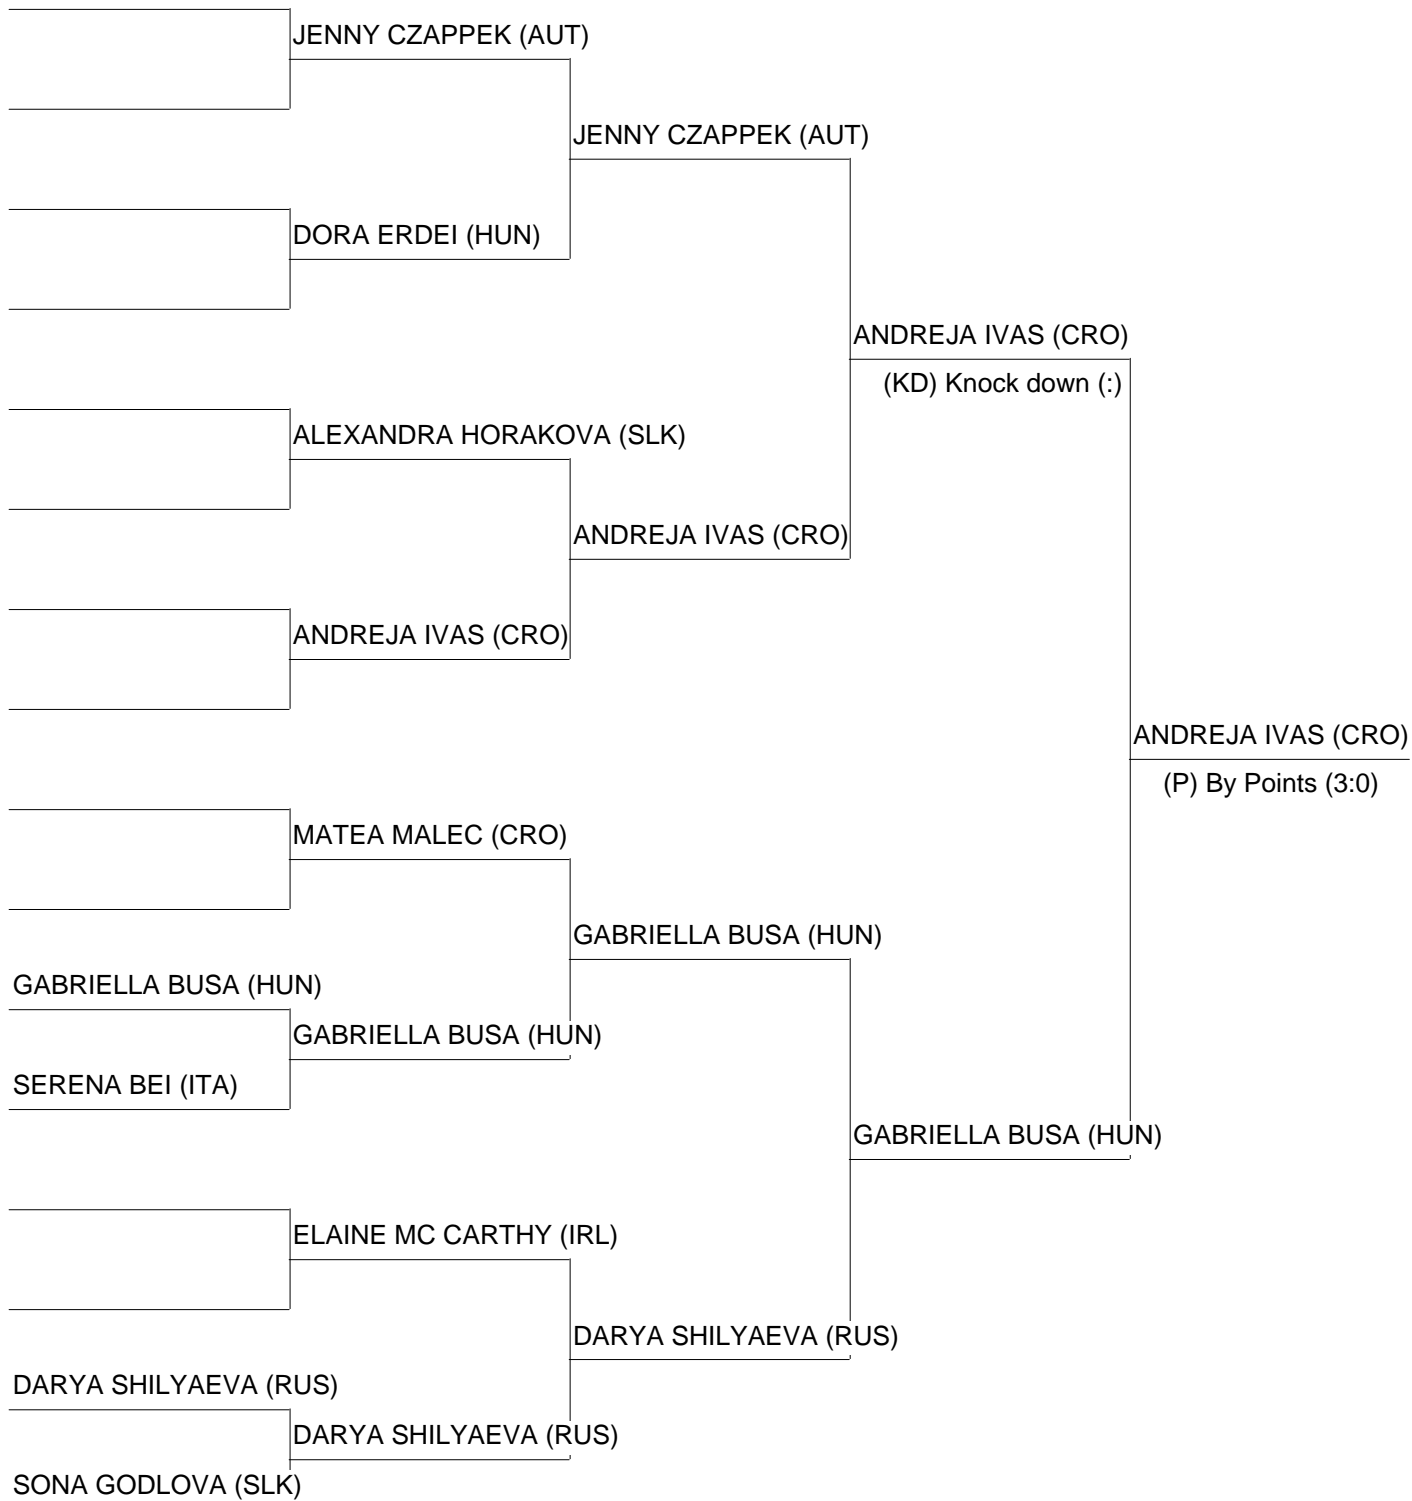 JENNY CZAPPEK (AUT)
JENNY CZAPPEK (AUT)
DORA ERDEI (HUN)
ANDREJA IVAS (CRO)
(KD) Knock down (:)
ALEXANDRA HORAKOVA (SLK)
ANDREJA IVAS (CRO)
ANDREJA IVAS (CRO)
ANDREJA IVAS (CRO)
(P) By Points (3:0)
MATEA MALEC (CRO)
GABRIELLA BUSA (HUN)
GABRIELLA BUSA (HUN)
GABRIELLA BUSA (HUN)
SERENA BEI (ITA)
GABRIELLA BUSA (HUN)
ELAINE MC CARTHY (IRL)
DARYA SHILYAEVA (RUS)
DARYA SHILYAEVA (RUS)
DARYA SHILYAEVA (RUS)
SONA GODLOVA (SLK)